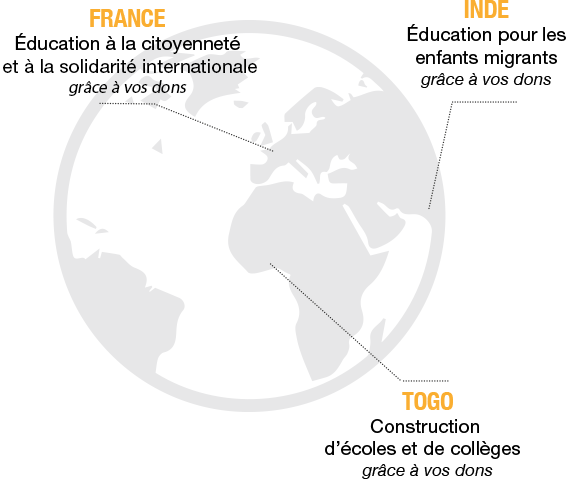 FRANCE
Éducation à la citoyenneté
et à la solidarité internationale
grâce à vos dons
INDE
Éducation pour les
enfants migrants
grâce à vos dons
TOGO
Construction
d'écoles et de collèges
grâce à vos dons